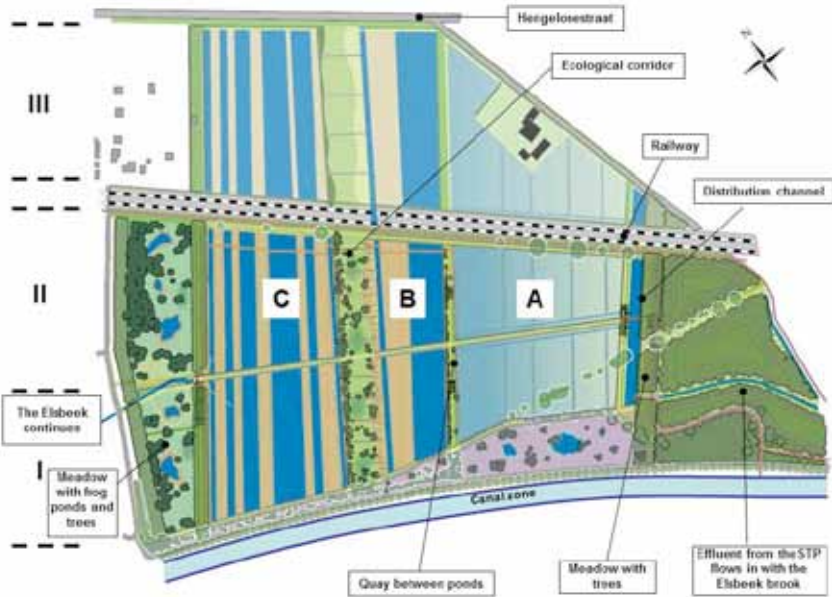 Hengelosestraat
N
Ecological corridor
III
Railway
Distribution channel
II
C
B
A
The Elsbeek
continues
I
Meadow
with frog
ponds and
trees
Canal zone
Quay between ponds
Meadow with
trees
Effluent from the STP
flows in with the
Elsbeek brook